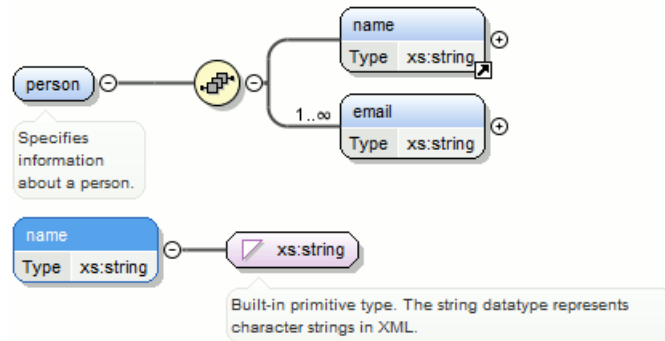 name
Type xs:string
person
1..∞
email
Type xs:string
Specifies
information
about a person.
name
Type xs:string
xs:string
Built-in primitive type. The string datatype represents
character strings in XML.